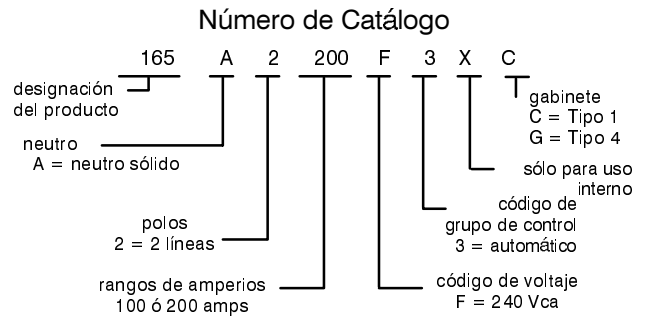 Número de Catálogo
165 A 2 200 F 3 X C
designación
del producto
gabinete
C = Tipo 1
G = Tipo 4
neutro
A = neutro sólido
sólo para uso
interno
código de
grupo de control
3 = automático
polos
2 = 2 líneas
rangos de amperios
100 ó 200 amps
código de voltaje
F = 240 Vca